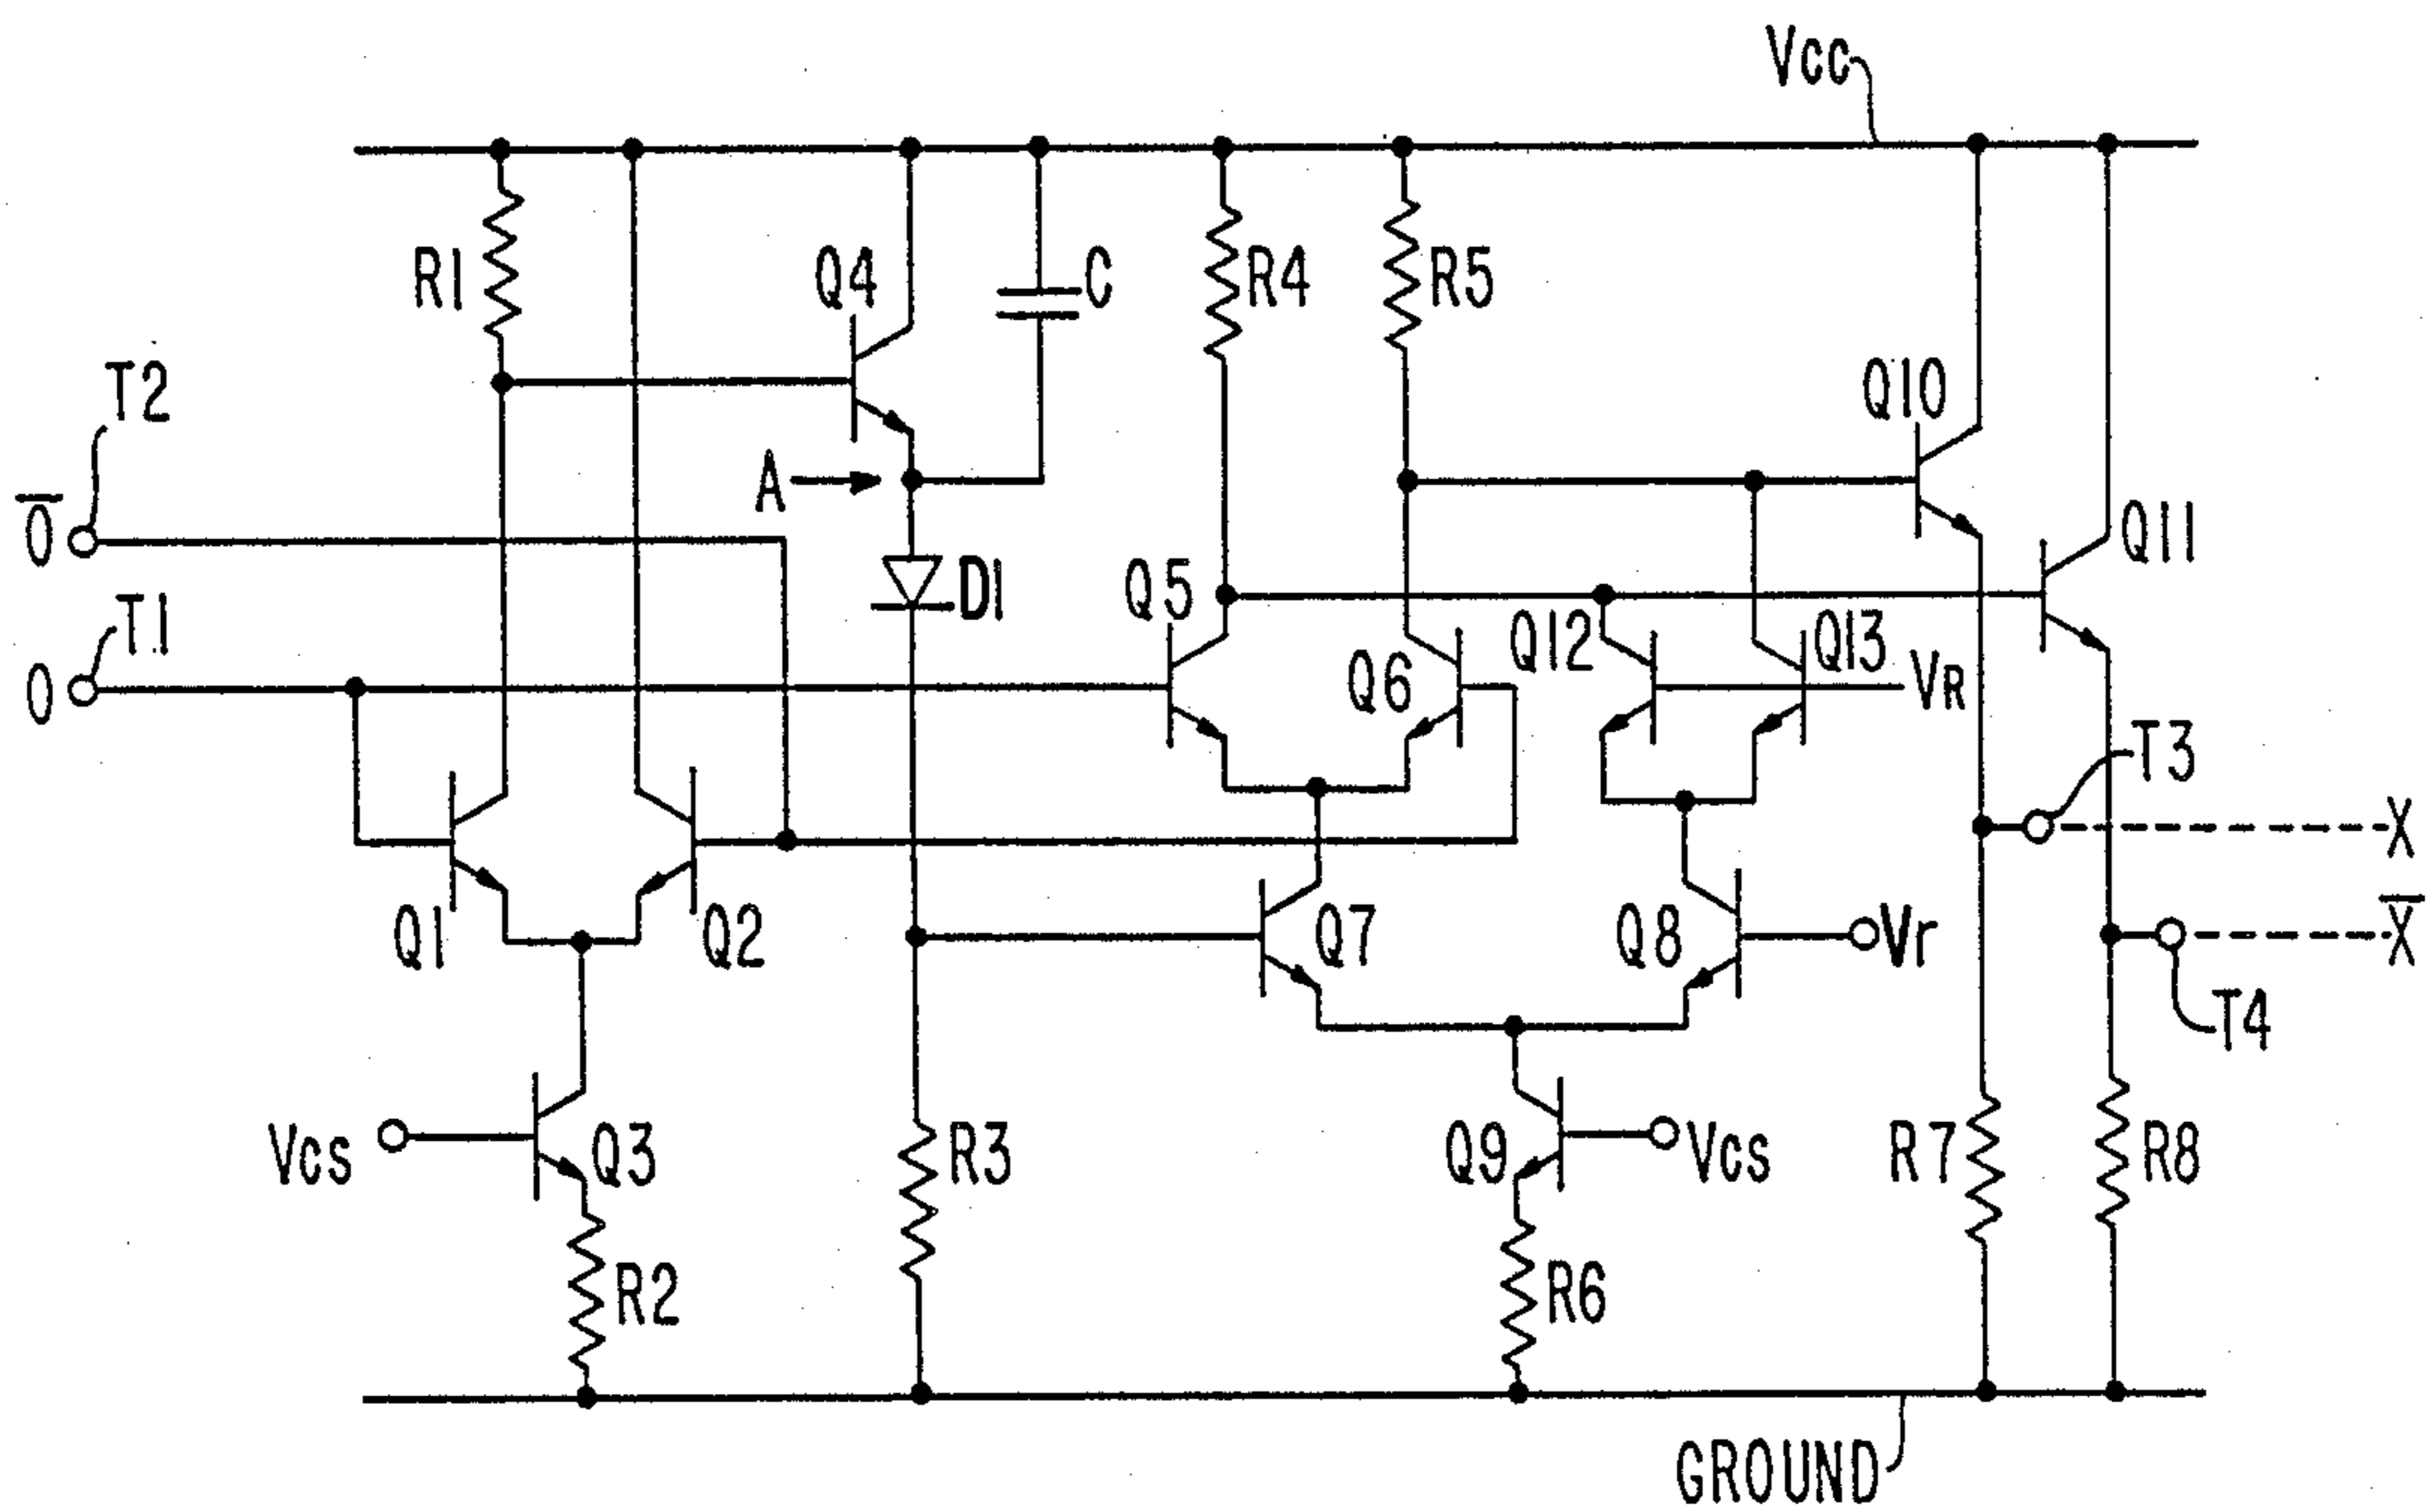 Vcc
R1
Q4
C
R4
R5
T2
Q10
A
O̅
D1
Q5
Q11
T1
Q12
Q13
O
Q6
VR
T3
X
Q1
Q2
Q7
Q8
Vr
X̅
T4
Vcs
Q3
R3
Q9
Vcs
R7
R8
R2
R6
GROUND